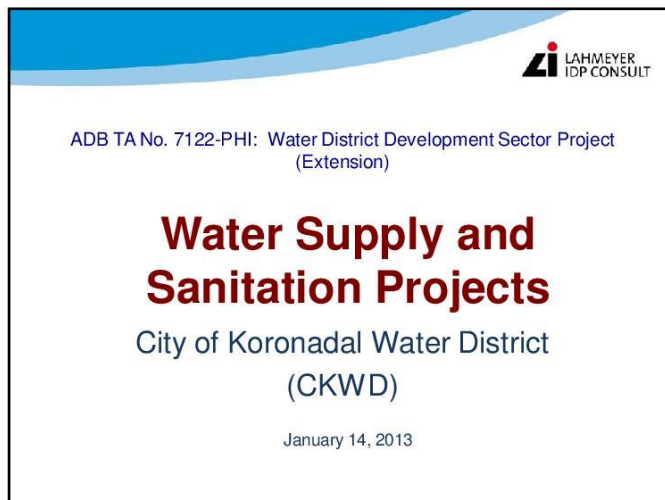 LAHMEYER
IDP CONSULT
ADB TA No. 7122-PHI: Water District Development Sector Project
(Extension)
Water Supply and
Sanitation Projects
City of Koronadal Water District
(CKWD)
January 14, 2013